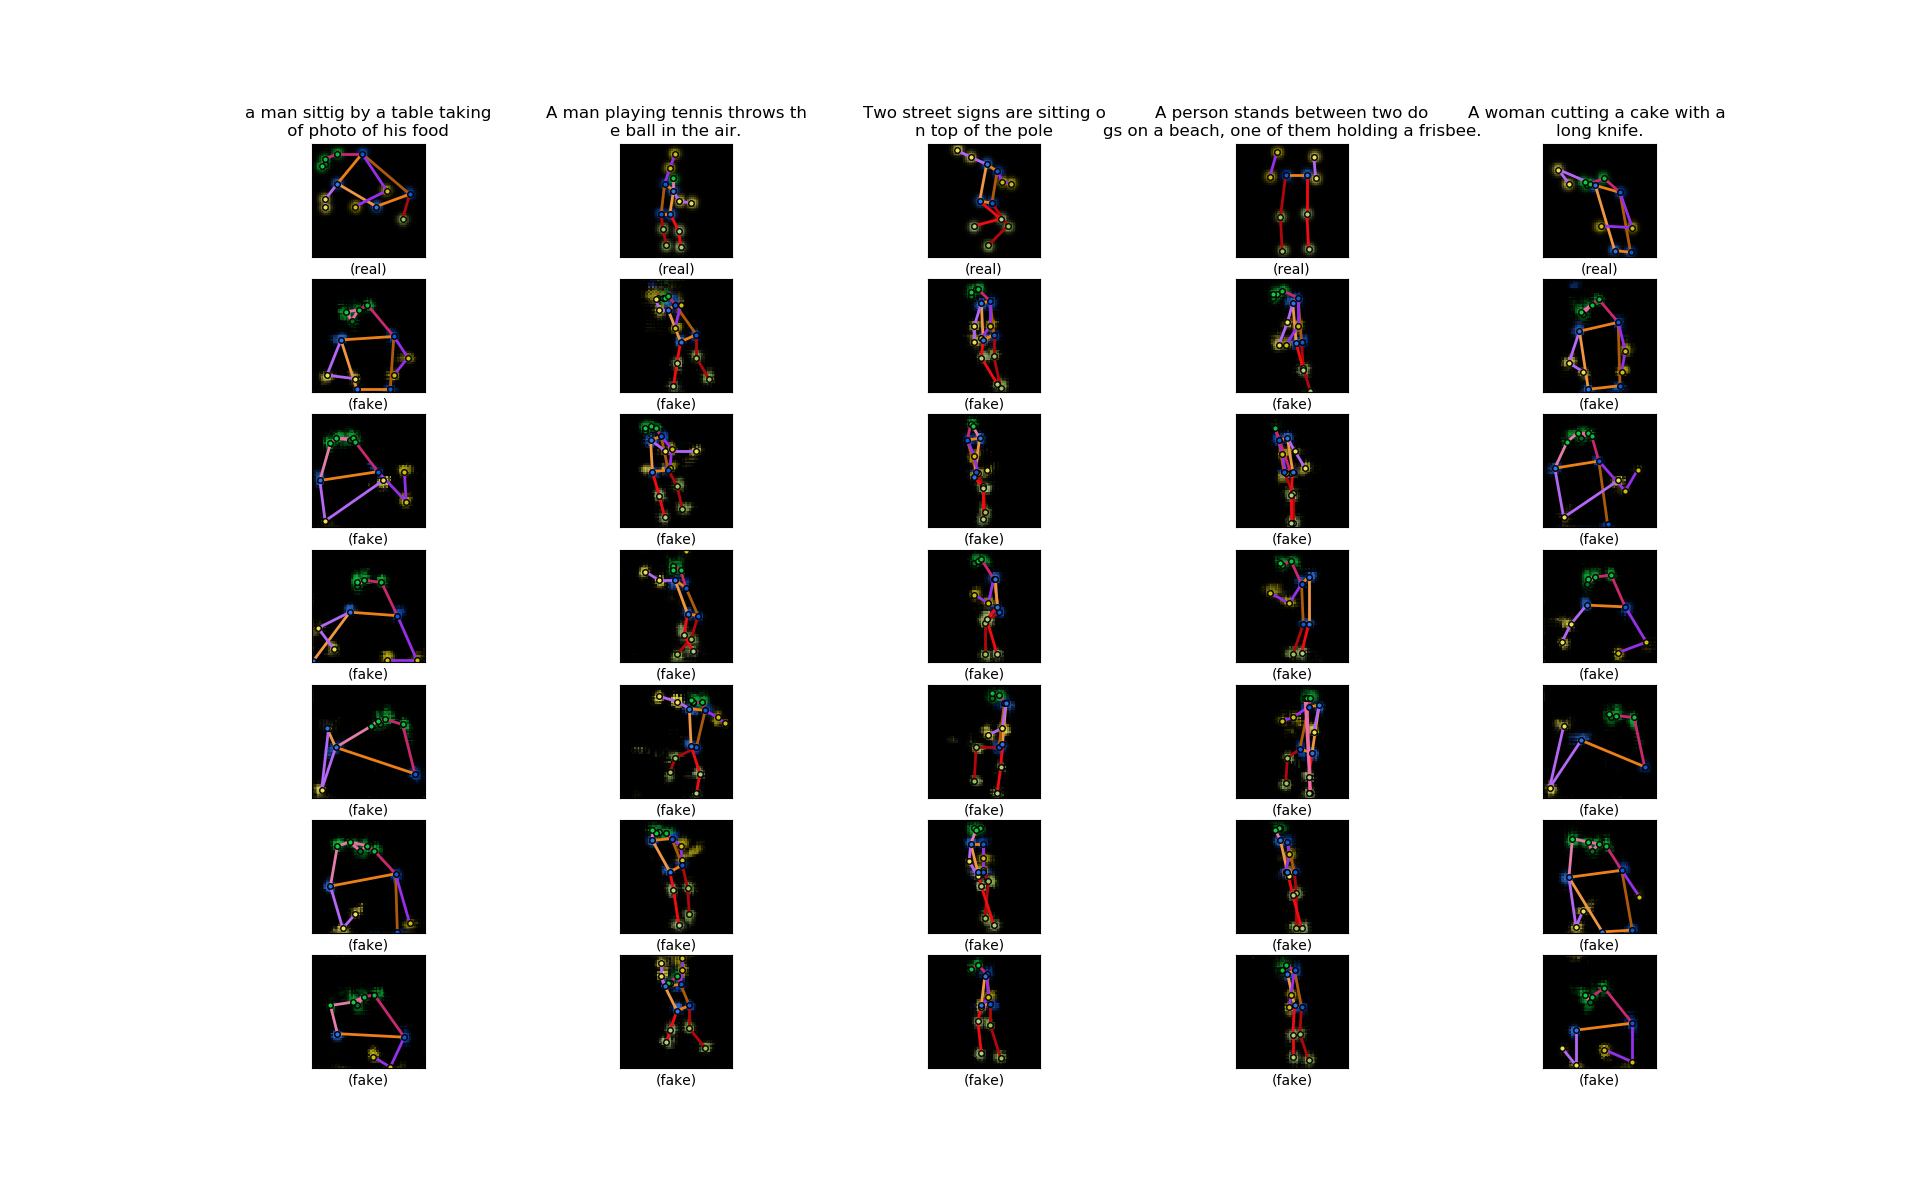 a man sittig by a table taking
of photo of his food
A man playing tennis throws th
e ball in the air.
Two street signs are sitting o
n top of the pole
A person stands between two do
gs on a beach, one of them holding a frisbee.
A woman cutting a cake with a
long knife.
(real) (real) (real) (real) (real)
(fake) (fake) (fake) (fake) (fake)
(fake) (fake) (fake) (fake) (fake)
(fake) (fake) (fake) (fake) (fake)
(fake) (fake) (fake) (fake) (fake)
(fake) (fake) (fake) (fake) (fake)
(fake) (fake) (fake) (fake) (fake)